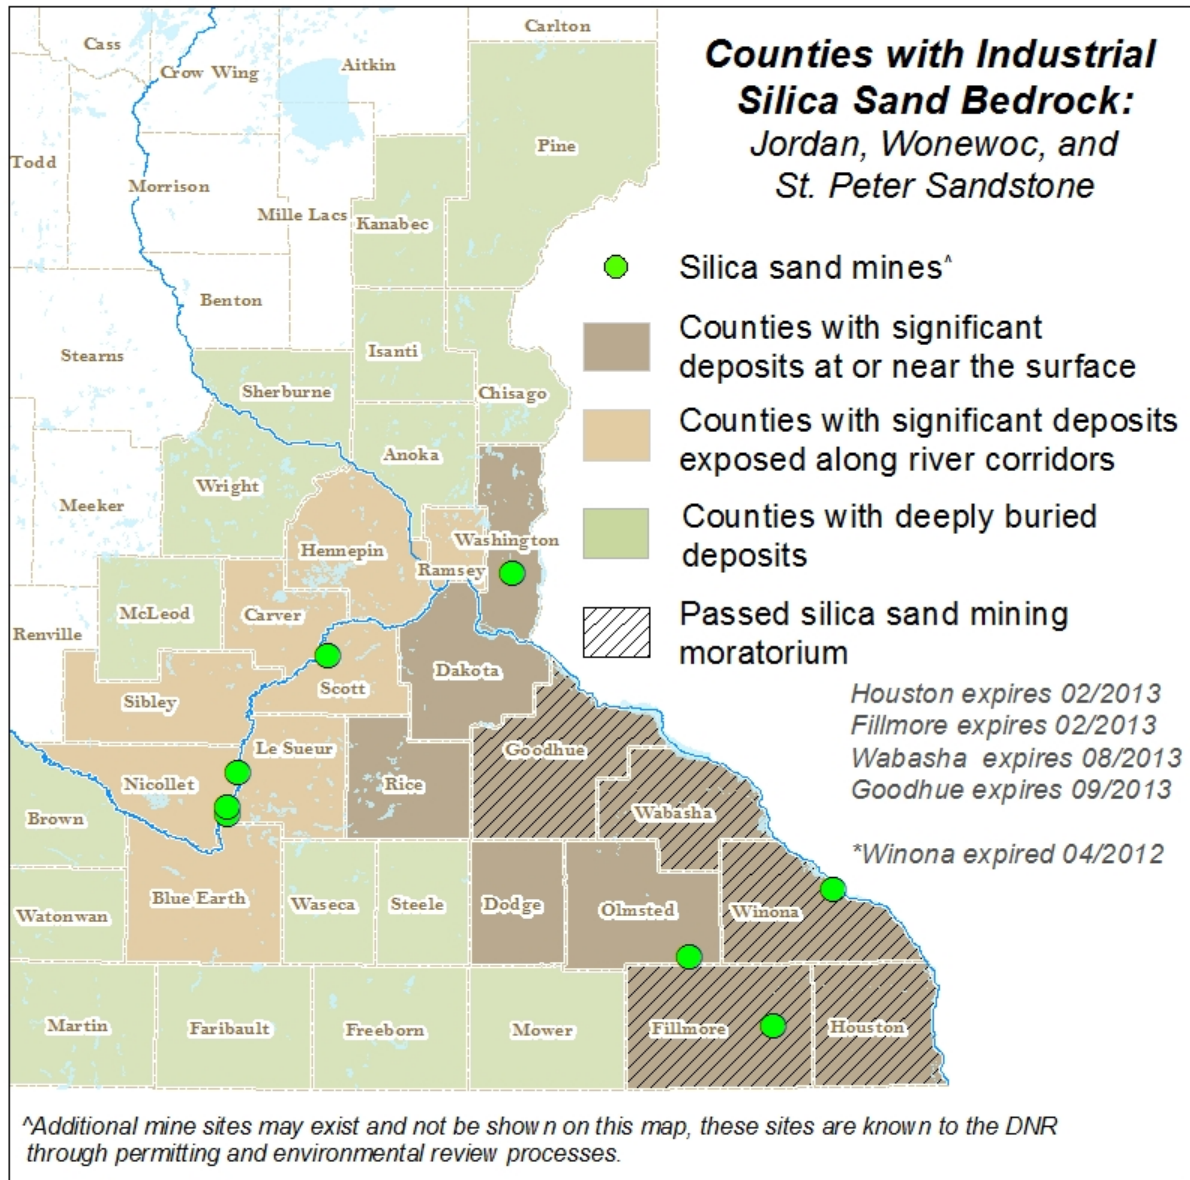 Counties with Industrial
Silica Sand Bedrock:
Jordan, Wonewoc, and
St. Peter Sandstone
Silica sand mines^
Counties with significant
deposits at or near the surface
Counties with significant deposits
exposed along river corridors
Counties with deeply buried
deposits
Passed silica sand mining
moratorium
Houston expires 02/2013
Fillmore expires 02/2013
Wabasha expires 08/2013
Goodhue expires 09/2013
*Winona expired 04/2012
Carlton
Cass
Aitkin
Crow Wing
Pine
Todd
Morrison
Mille Lacs
Kanabec
Benton
Isanti
Stearns
Sherburne
Chisago
Anoka
Wright
Meeker
Washington
Hennepin
Ramsey
McLeod
Carver
Renville
Dakota
Scott
Sibley
Le Sueur
Goodhue
Nicollet
Rice
Wabasha
Brown
Blue Earth
Waseca
Steele
Dodge
Olmsted
Winona
Watonwan
Martin
Faribault
Freeborn
Mower
Fillmore
Houston
^Additional mine sites may exist and not be shown on this map, these sites are known to the DNR
through permitting and environmental review processes.